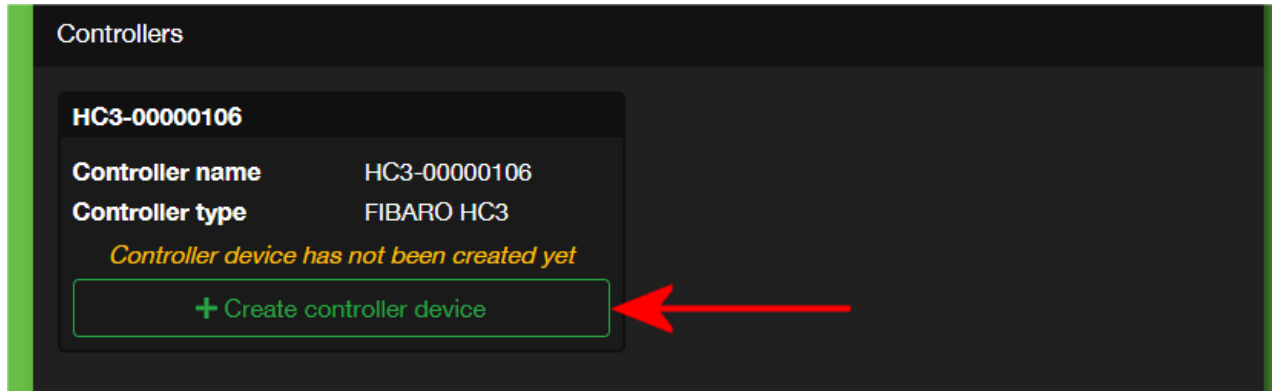 Controllers
HC3-00000106
Controller name HC3-00000106
Controller type FIBARO HC3
Controller device has not been created yet
+ Create controller device